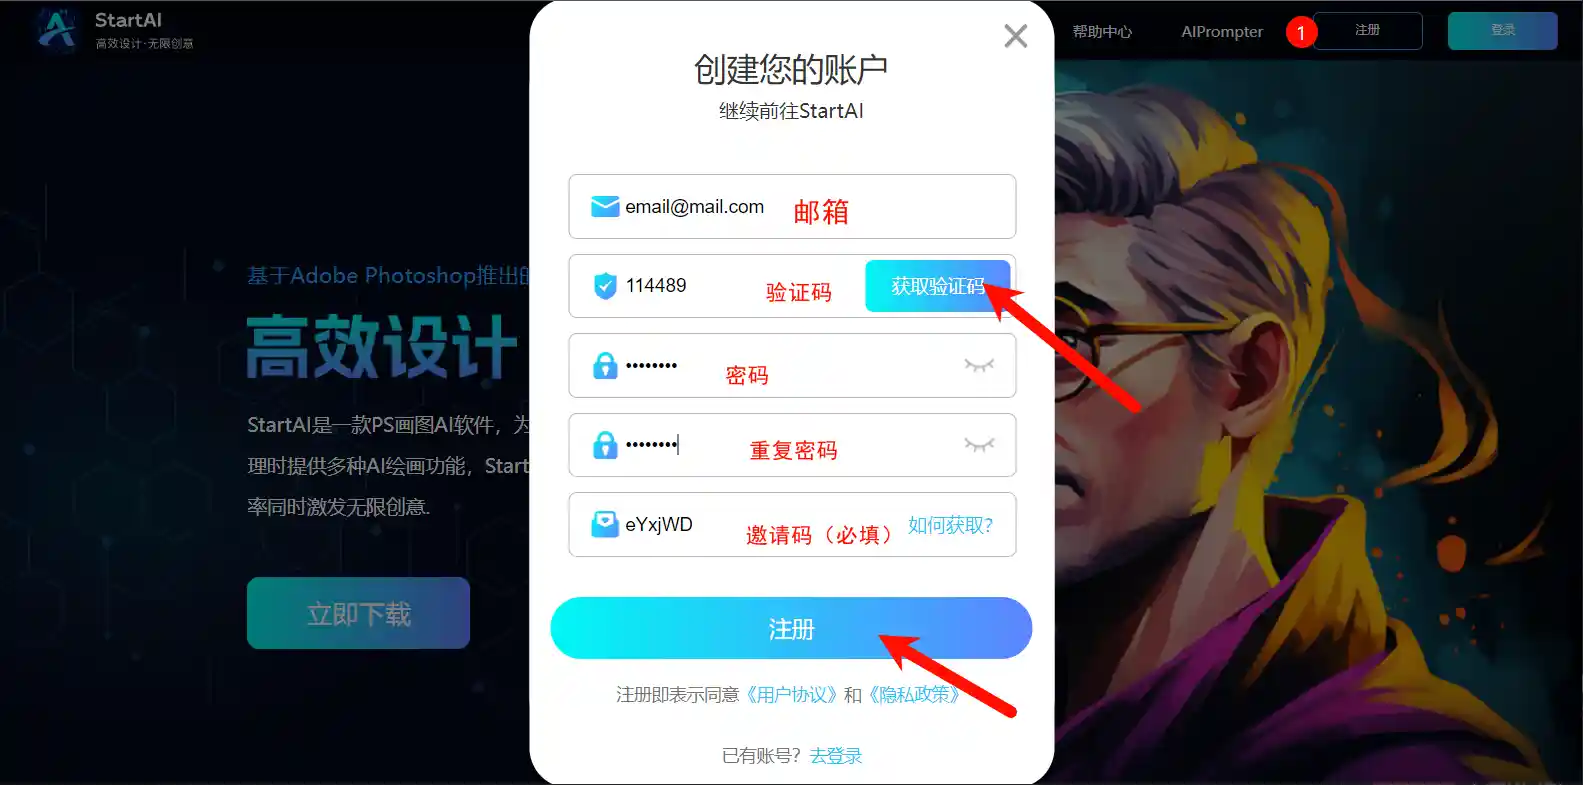 StartAI
高效设计·无限创意
帮助中心
AIPrompter
1
注册
登录
创建您的账户
继续前往StartAI
email@mail.com
邮箱
114489
验证码
获取验证码
••••••••
密码
••••••••
重复密码
eYxjWD
邀请码（必填）
如何获取?
注册
注册即表示同意《用户协议》和《隐私政策》
已有账号？去登录
基于Adobe Photoshop推出的
高效设计
StartAI是一款PS画图AI软件，为
理时提供多种AI绘画功能，Start
率同时激发无限创意.
立即下载